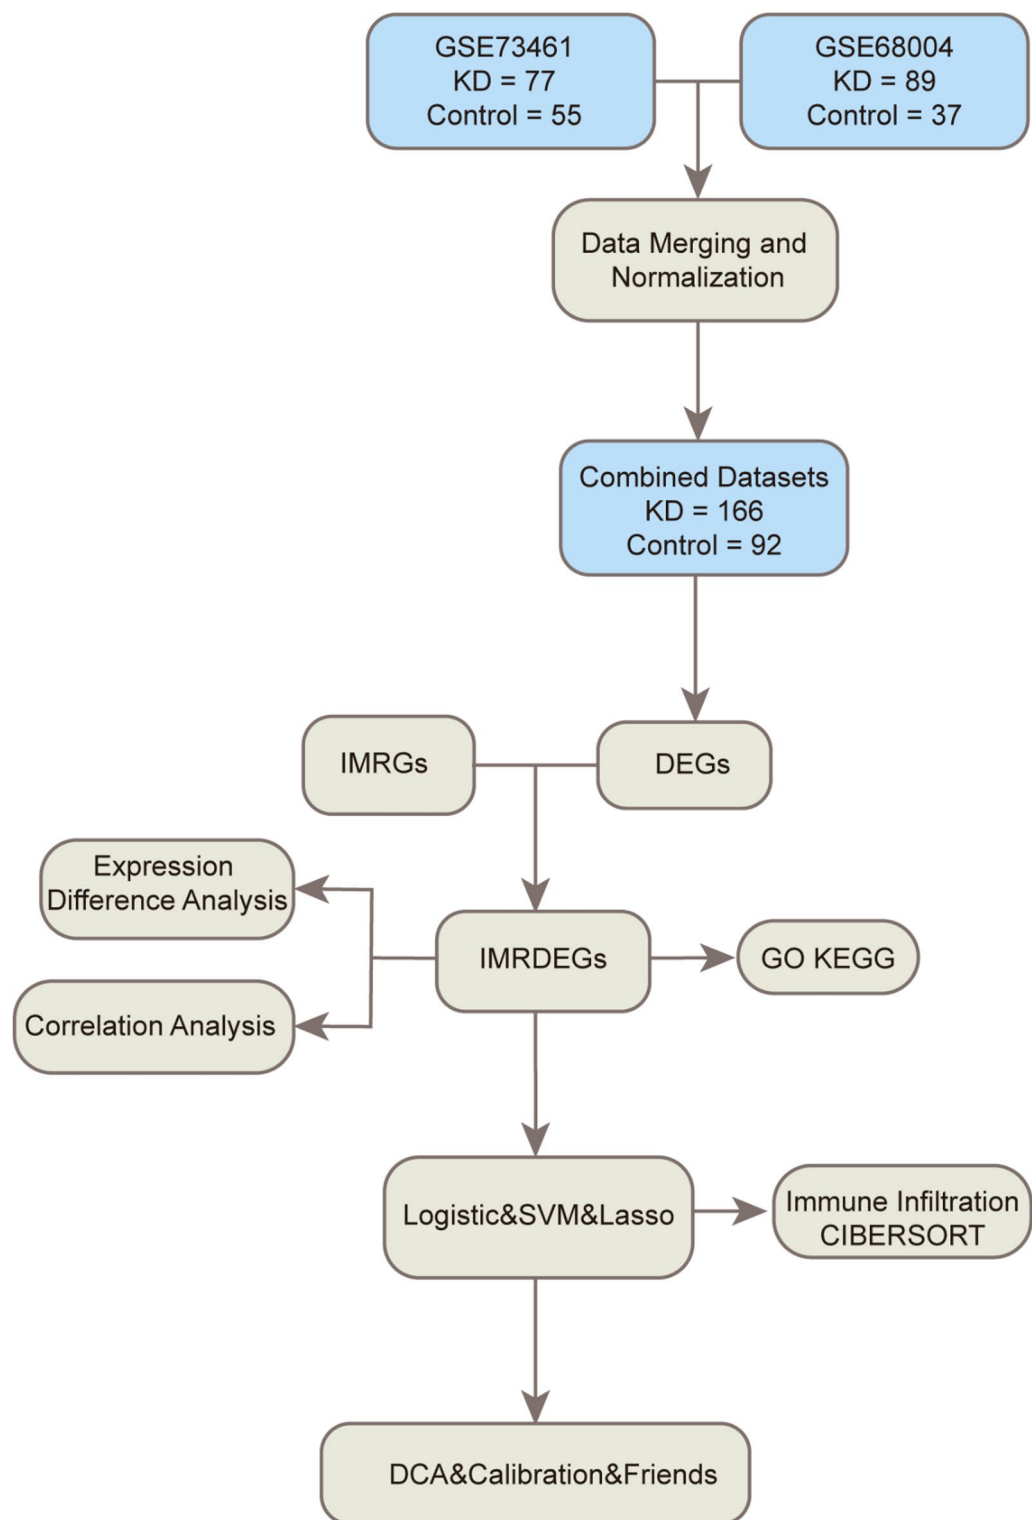 GSE73461
KD = 77
Control = 55
GSE68004
KD = 89
Control = 37
Data Merging and
Normalization
Combined Datasets
KD = 166
Control = 92
IMRGs
DEGs
Expression
Difference Analysis
IMRDEGs
GO KEGG
Correlation Analysis
Logistic&SVM&Lasso
Immune Infiltration
CIBERSORT
DCA&Calibration&Friends